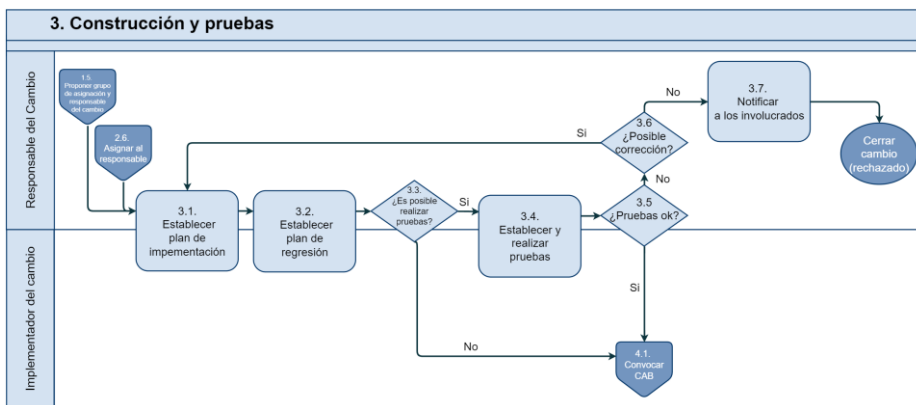 3. Construcción y pruebas
Responsable del Cambio
1.5.
Proponer grupo
de asignación y
responsable
del cambio
2.6.
Asignar al
responsable
3.1.
Establecer
plan de
impementación
3.2.
Establecer
plan de
regresión
3.3.
¿Es posible
realizar
pruebas?
Si
3.4.
Establecer y
realizar
pruebas
3.5
¿Pruebas ok?
No
3.6
¿Posible
corrección?
Si
No
3.7.
Notificar
a los involucrados
Cerrar
cambio
(rechazado)
Implementador del cambio
No
Si
4.1.
Convocar
CAB